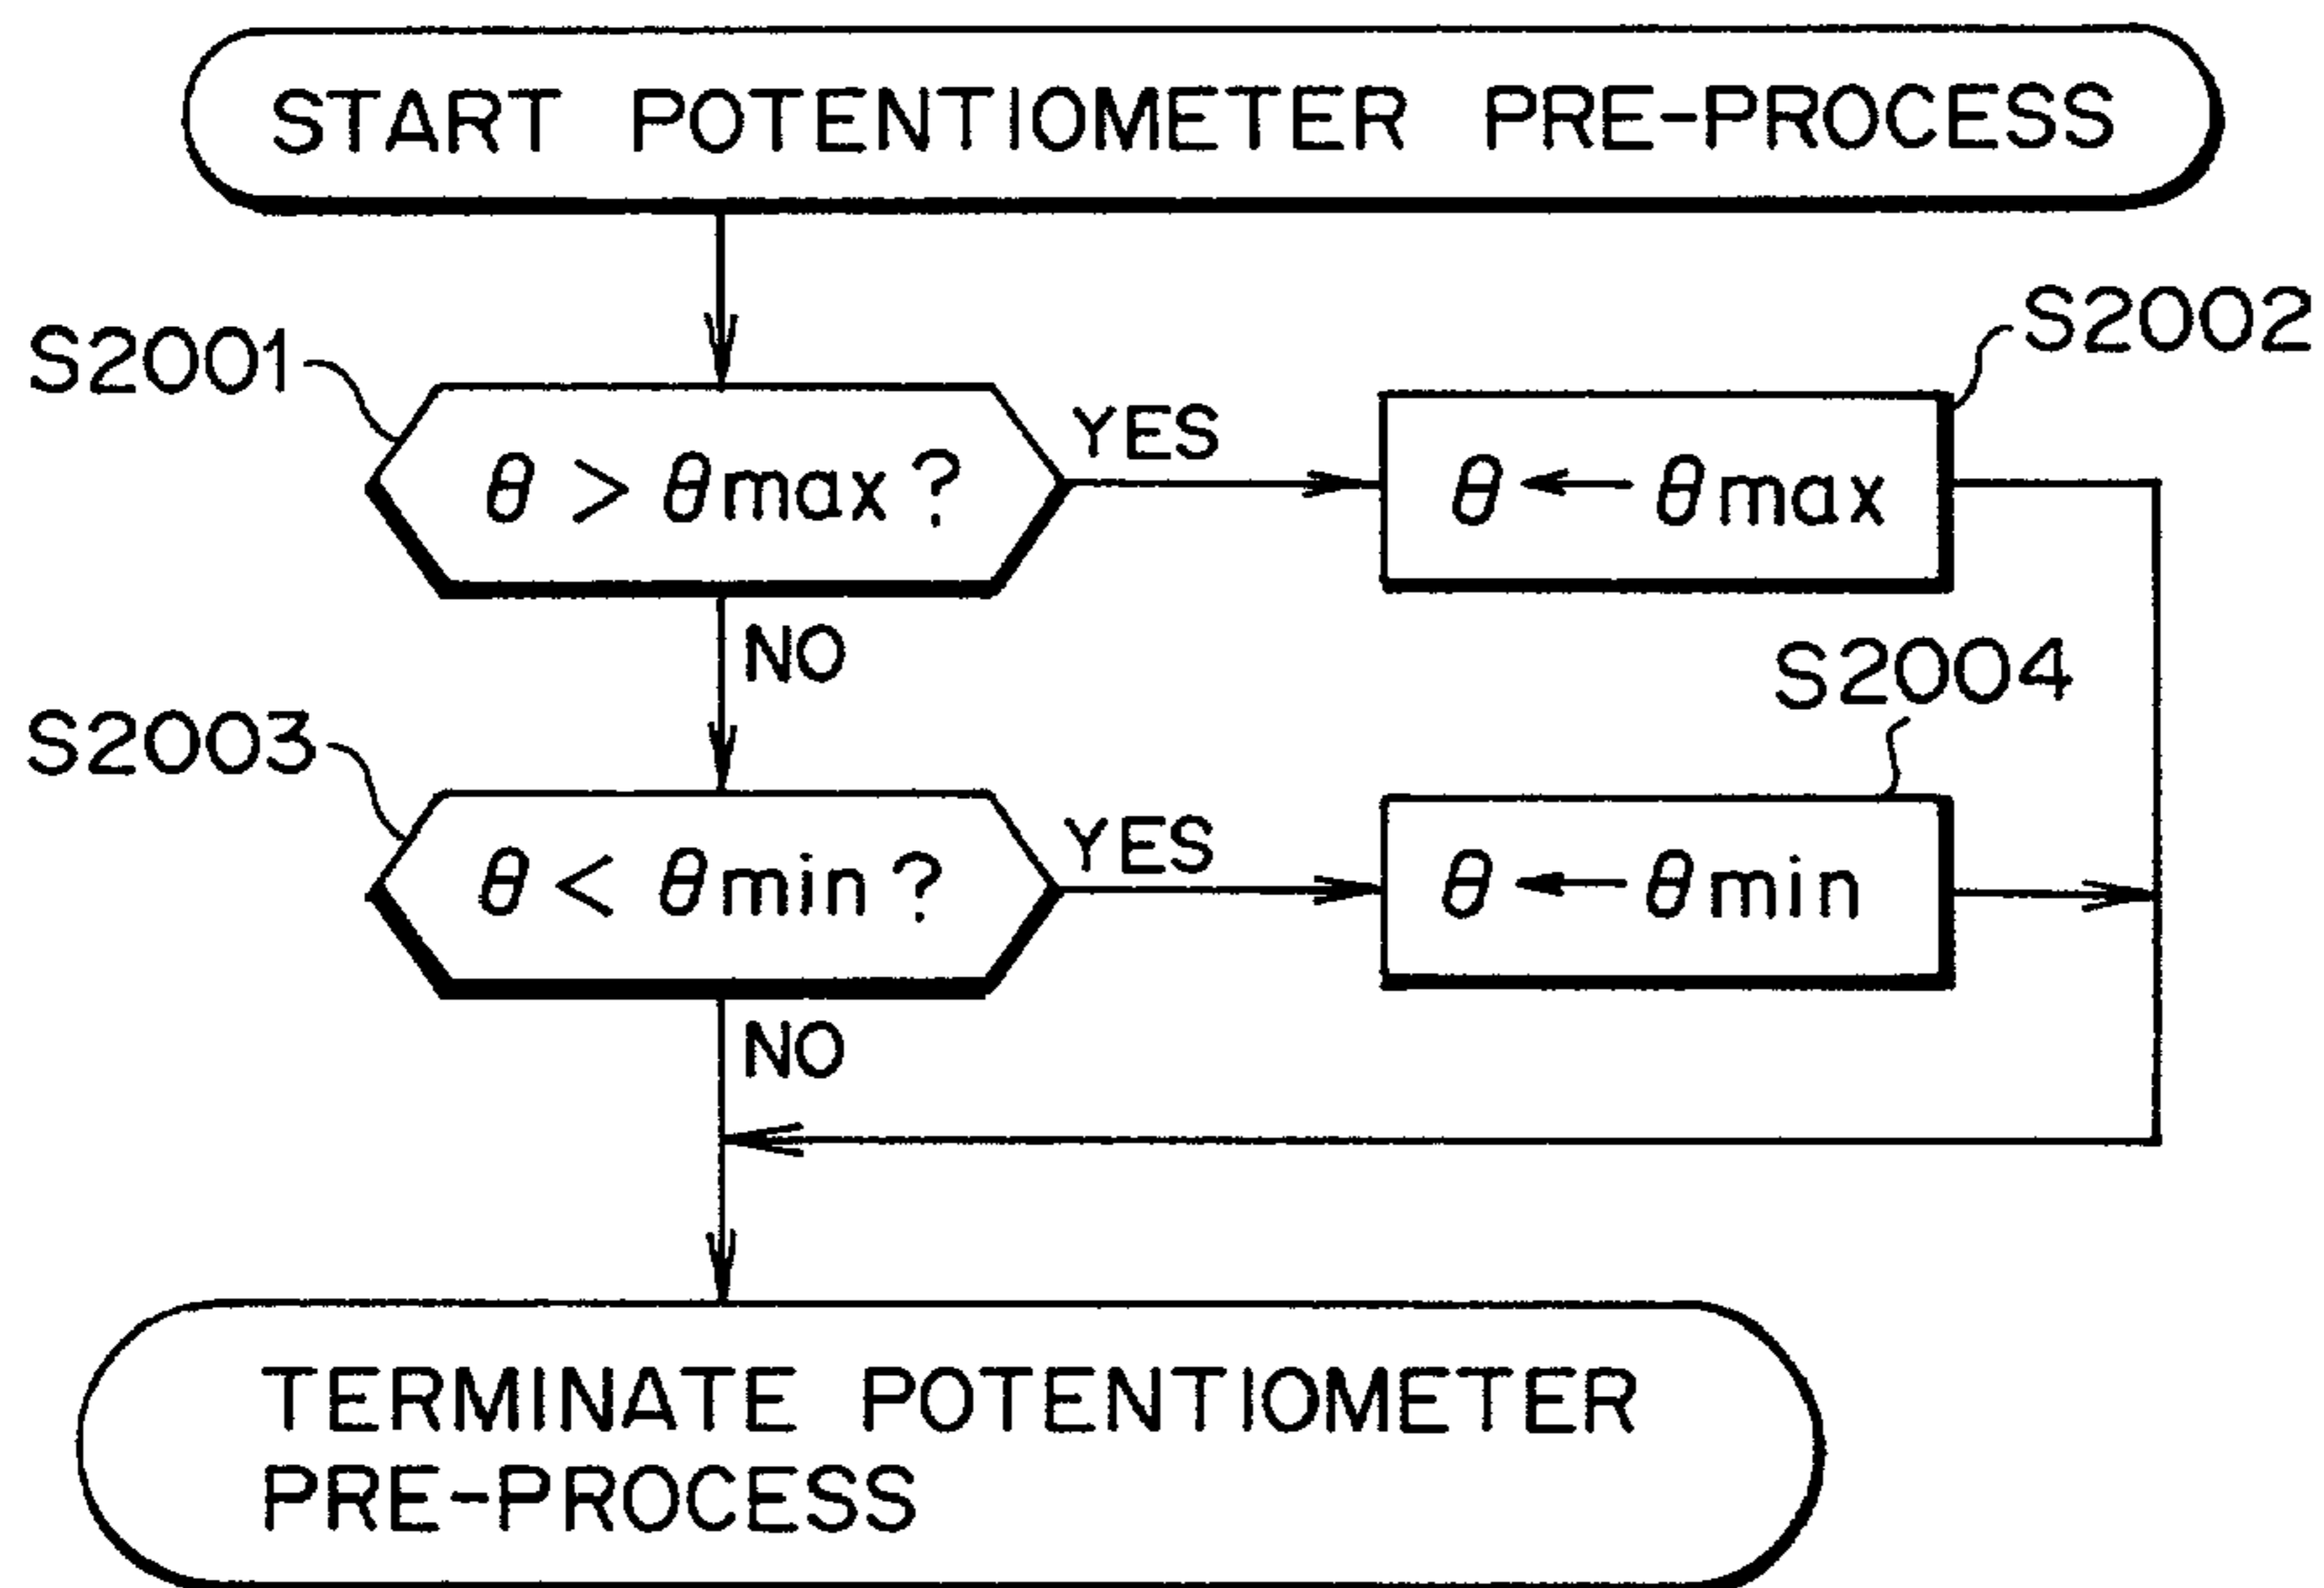 START POTENTIOMETER PRE-PROCESS
S2001
θ > θmax?
YES
S2002
θ ← θmax
NO
S2003
θ < θmin?
YES
S2004
θ ← θmin
NO
TERMINATE POTENTIOMETER
PRE-PROCESS